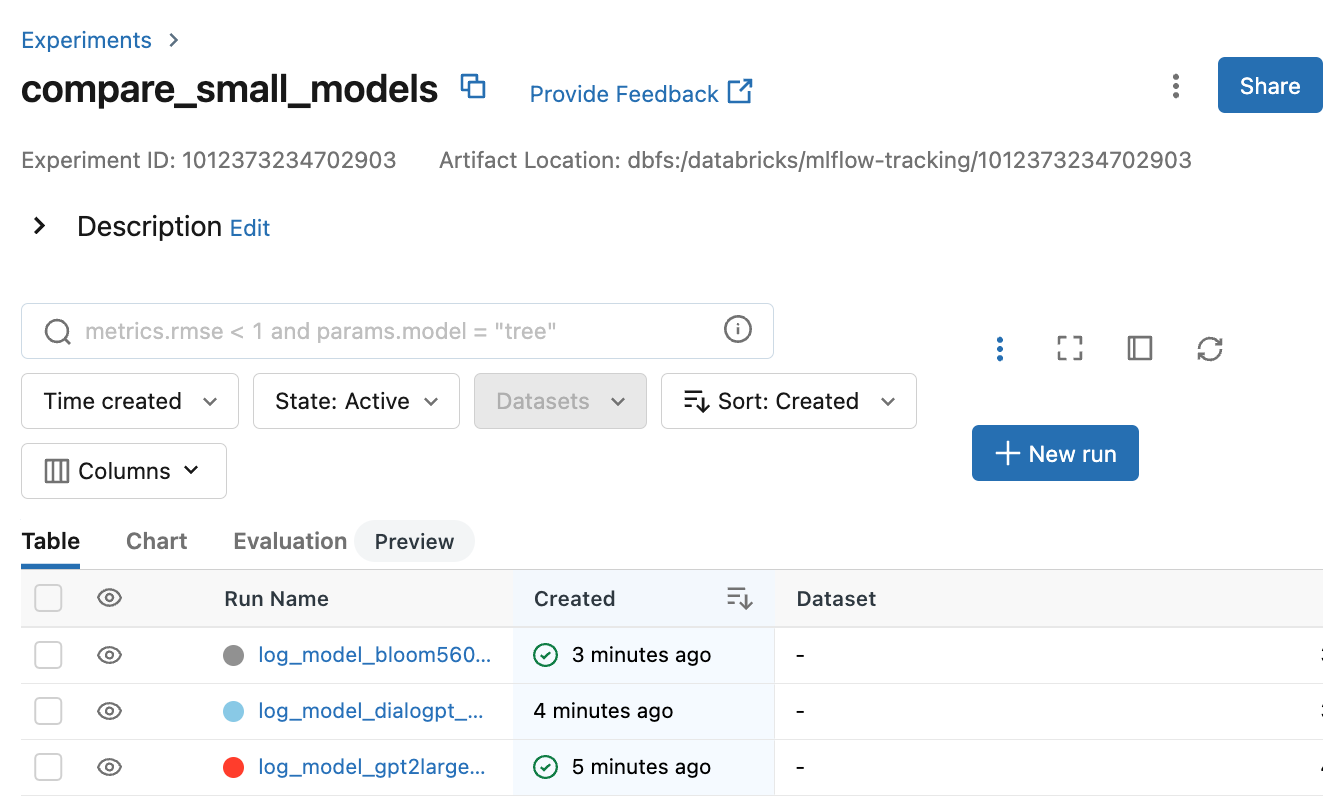 Experiments
compare_small_models Provide Feedback Share
Experiment ID: 1012373234702903 Artifact Location: dbfs:/databricks/mlflow-tracking/1012373234702903
Description Edit
metrics.rmse < 1 and params.model = "tree"
Time created State: Active Datasets Sort: Created
Columns
New run
Table Chart Evaluation Preview
Run Name Created Dataset
log_model_bloom560... 3 minutes ago -
log_model_dialogpt_... 4 minutes ago -
log_model_gpt2large... 5 minutes ago -